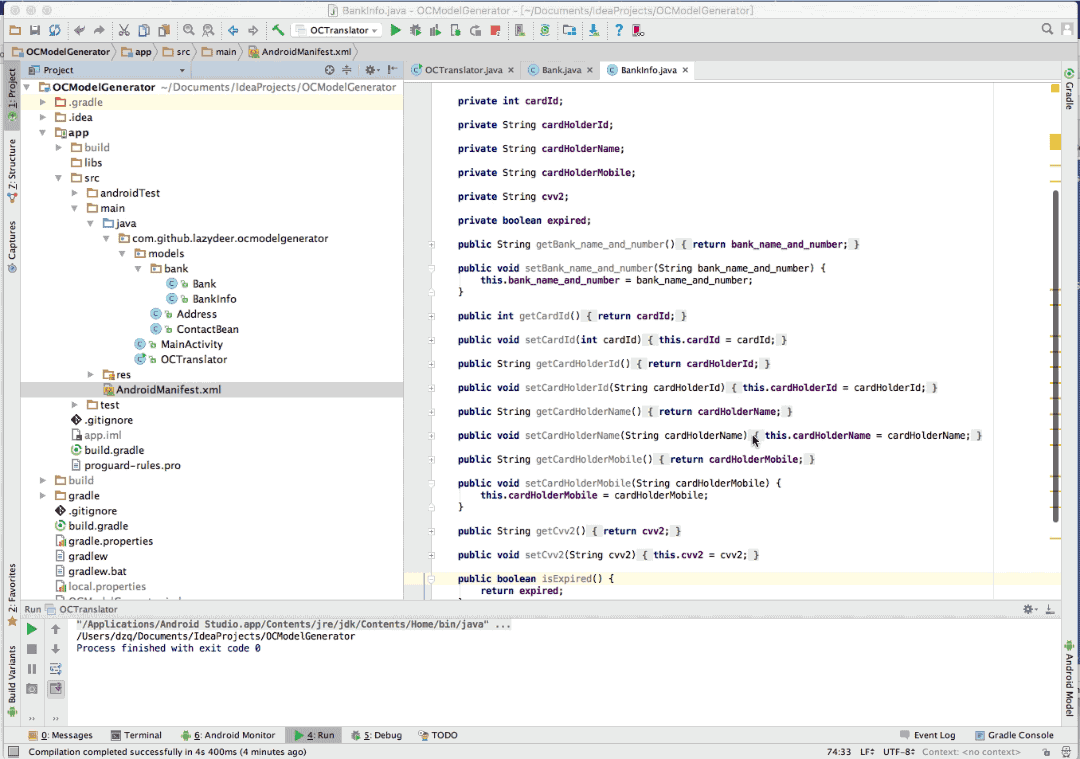 BankInfo.java - OCModelGenerator - [~/Documents/IdeaProjects/OCModelGenerator]
OCTranslator
OCModelGenerator app src main AndroidManifest.xml
Project
OCTranslator.java × Bank.java × BankInfo.java ×
1: Project
Z: Structure
Captures
2: Favorites
Build Variants
OCModelGenerator ~/Documents/IdeaProjects/OCModelGenerator
.gradle
.idea
app
build
libs
src
androidTest
main
java
com.github.lazydeer.ocmodelgenerator
models
bank
Bank
BankInfo
Address
ContactBean
MainActivity
OCTranslator
res
AndroidManifest.xml
test
.gitignore
app.iml
build.gradle
proguard-rules.pro
build
gradle
.gitignore
build.gradle
gradle.properties
gradlew
gradlew.bat
local.properties
private int cardId;
private String cardHolderId;
private String cardHolderName;
private String cardHolderMobile;
private String cvv2;
private boolean expired;
public String getBank_name_and_number() { return bank_name_and_number; }
public void setBank_name_and_number(String bank_name_and_number) {
this.bank_name_and_number = bank_name_and_number;
}
public int getCardId() { return cardId; }
public void setCardId(int cardId) { this.cardId = cardId; }
public String getCardHolderId() { return cardHolderId; }
public void setCardHolderId(String cardHolderId) { this.cardHolderId = cardHolderId; }
public String getCardHolderName() { return cardHolderName; }
public void setCardHolderName(String cardHolderName) { this.cardHolderName = cardHolderName; }
public String getCardHolderMobile() { return cardHolderMobile; }
public void setCardHolderMobile(String cardHolderMobile) {
this.cardHolderMobile = cardHolderMobile;
}
public String getCvv2() { return cvv2; }
public void setCvv2(String cvv2) { this.cvv2 = cvv2; }
public boolean isExpired() {
return expired;
Gradle
Android Model
Run OCTranslator
"/Applications/Android Studio.app/Contents/jre/jdk/Contents/Home/bin/java" ...
/Users/dzq/Documents/IdeaProjects/OCModelGenerator
Process finished with exit code 0
0: Messages Terminal 6: Android Monitor 4: Run 5: Debug TODO Event Log Gradle Console
Compilation completed successfully in 4s 400ms (4 minutes ago) 74:33 LF÷ UTF-8÷ Context: <no context>